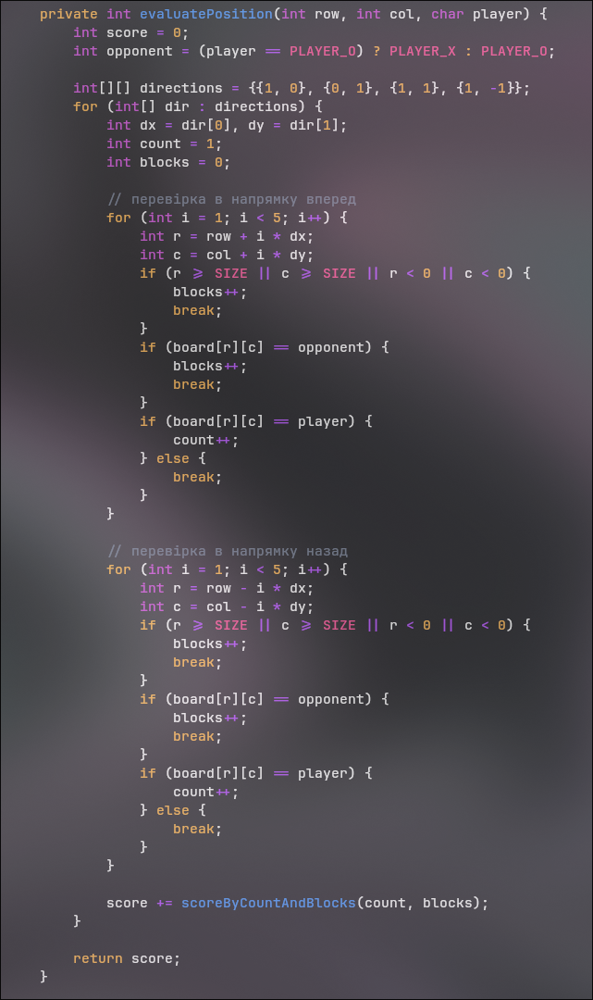 private int evaluatePosition(int row, int col, char player) {
    int score = 0;
    int opponent = (player == PLAYER_O) ? PLAYER_X : PLAYER_O;

    int[][] directions = {{1, 0}, {0, 1}, {1, 1}, {1, -1}};
    for (int[] dir : directions) {
        int dx = dir[0], dy = dir[1];
        int count = 1;
        int blocks = 0;

        // перевірка в напрямку вперед
        for (int i = 1; i < 5; i++) {
            int r = row + i * dx;
            int c = col + i * dy;
            if (r >= SIZE || c >= SIZE || r < 0 || c < 0) {
                blocks++;
                break;
            }
            if (board[r][c] == opponent) {
                blocks++;
                break;
            }
            if (board[r][c] == player) {
                count++;
            } else {
                break;
            }
        }

        // перевірка в напрямку назад
        for (int i = 1; i < 5; i++) {
            int r = row - i * dx;
            int c = col - i * dy;
            if (r >= SIZE || c >= SIZE || r < 0 || c < 0) {
                blocks++;
                break;
            }
            if (board[r][c] == opponent) {
                blocks++;
                break;
            }
            if (board[r][c] == player) {
                count++;
            } else {
                break;
            }
        }

        score += scoreByCountAndBlocks(count, blocks);
    }

    return score;
}